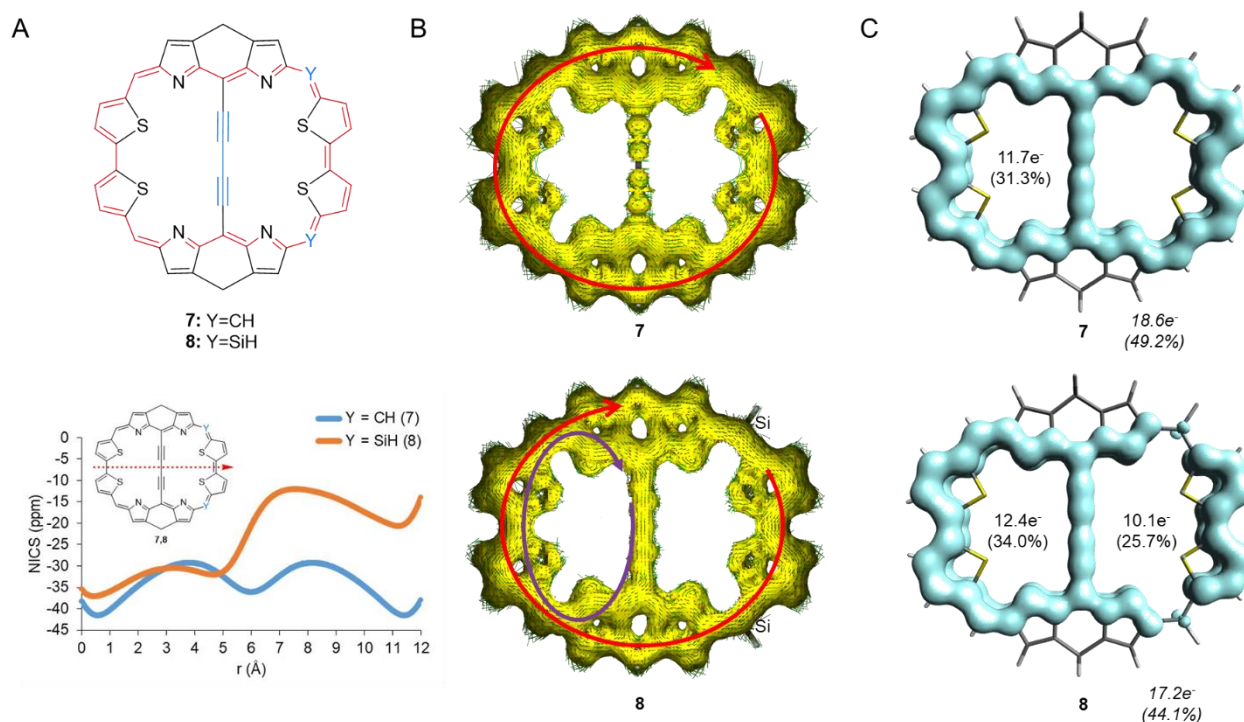 A
Y
N
N
S
S
S
S
N
N
Y
7: Y=CH
8: Y=SiH
Y = CH (7)
Y = SiH (8)
NICS (ppm)
0
-5
-10
-15
-20
-25
-30
-35
-40
-45
Y
N
N
S
S
S
S
N
N
Y
7,8
0 1 2 3 4 5 6 7 8 9 10 11 12
r (Å)
B
7
Si
Si
8
C
11.7e-
(31.3%)
7
18.6e-
(49.2%)
12.4e-
(34.0%)
10.1e-
(25.7%)
8
17.2e-
(44.1%)